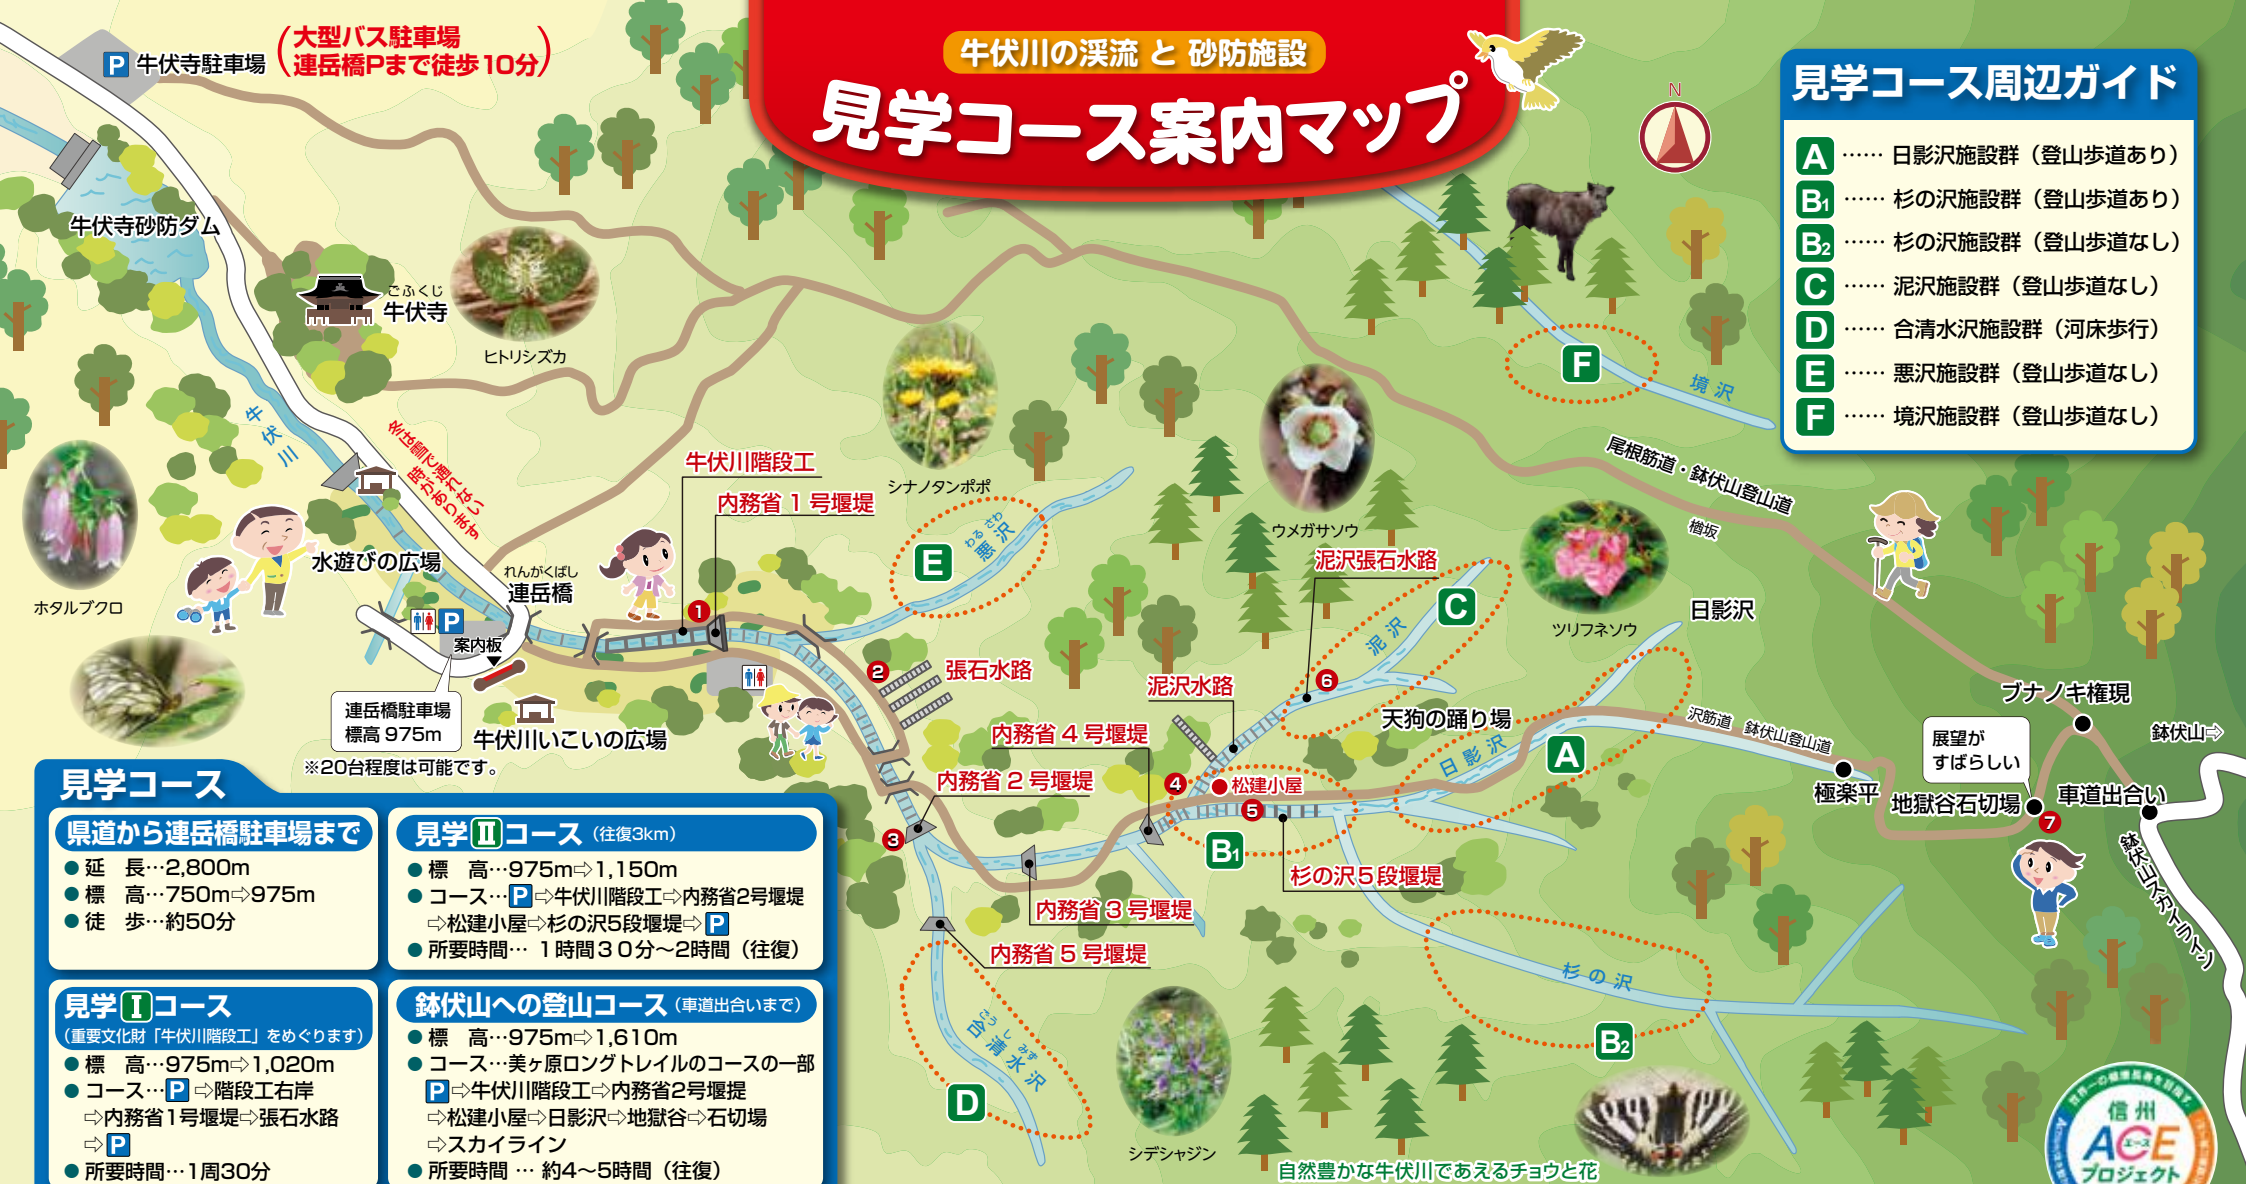 牛伏川の渓流 と 砂防施設
見学コース案内マップ
P 牛伏寺駐車場
(大型バス駐車場
連岳橋Pまで徒歩10分)
N
見学コース周辺ガイド
A …… 日影沢施設群（登山歩道あり）
B1 …… 杉の沢施設群（登山歩道あり）
B2 …… 杉の沢施設群（登山歩道なし）
C …… 泥沢施設群（登山歩道なし）
D …… 合清水沢施設群（河床歩行）
E …… 悪沢施設群（登山歩道なし）
F …… 境沢施設群（登山歩道なし）
牛伏寺砂防ダム
ごふくじ
牛伏寺
ヒトリシズカ
牛伏川
冬は雪で通れない
時があります
シナノタンポポ
ウメガサソウ
ツリフネソウ
ホタルブクロ
F
境沢
尾根筋道・鉢伏山登山道
楢坂
牛伏川階段工
内務省1号堰堤
わるさわ
悪沢
E
水遊びの広場
れんがくばし
連岳橋
P
案内板
1
連岳橋駐車場
標高 975m
※20台程度は可能です。
牛伏川いこいの広場
2
張石水路
泥沢張石水路
C
泥沢
6
泥沢水路
日影沢
天狗の踊り場
日影沢
A
沢筋道 鉢伏山登山道
極楽平
ブナノキ権現
展望が
すばらしい
地獄谷石切場
7
車道出合い
鉢伏山⇨
鉢伏山スカイライン
内務省4号堰堤
内務省2号堰堤
4
松建小屋
5
B1
3
杉の沢5段堰堤
内務省3号堰堤
内務省5号堰堤
ごうしみず
合清水沢
D
杉の沢
B2
シデシャジン
自然豊かな牛伏川であえるチョウと花
信州
ACE
エース
プロジェクト
見学コース
県道から連岳橋駐車場まで
●延　長…2,800m
●標　高…750m⇨975m
●徒　歩…約50分
見学Ⅱコース（往復3km）
●標　高…975m⇨1,150m
●コース…P⇨牛伏川階段工⇨内務省2号堰堤
⇨松建小屋⇨杉の沢5段堰堤⇨P
●所要時間… 1時間30分〜2時間（往復）
見学Ⅰコース
（重要文化財「牛伏川階段工」をめぐります）
●標　高…975m⇨1,020m
●コース…P⇨階段工右岸
⇨内務省1号堰堤⇨張石水路
⇨P
●所要時間…1周30分
鉢伏山への登山コース（車道出合いまで）
●標　高…975m⇨1,610m
●コース…美ヶ原ロングトレイルのコースの一部
P⇨牛伏川階段工⇨内務省2号堰堤
⇨松建小屋⇨日影沢⇨地獄谷⇨石切場
⇨スカイライン
●所要時間 … 約4〜5時間（往復）